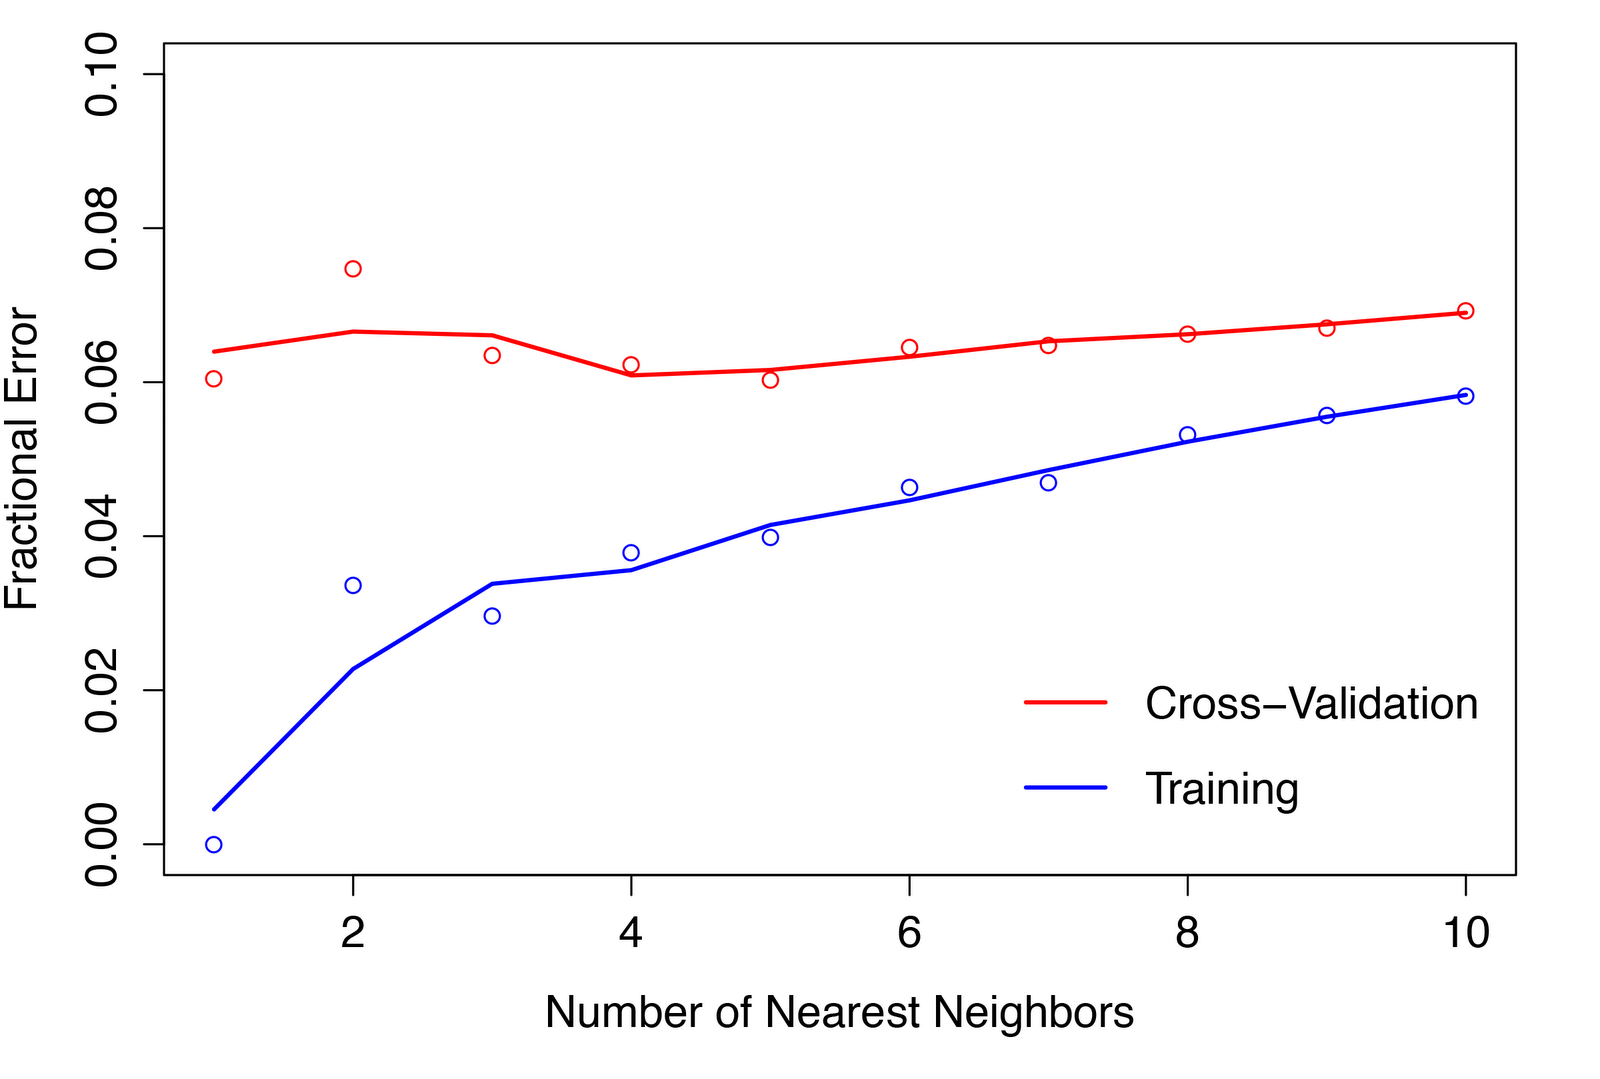 0.10
0.08
0.06
0.04
0.02
0.00
Fractional Error
2 4 6 8 10
Number of Nearest Neighbors
Cross−Validation
Training